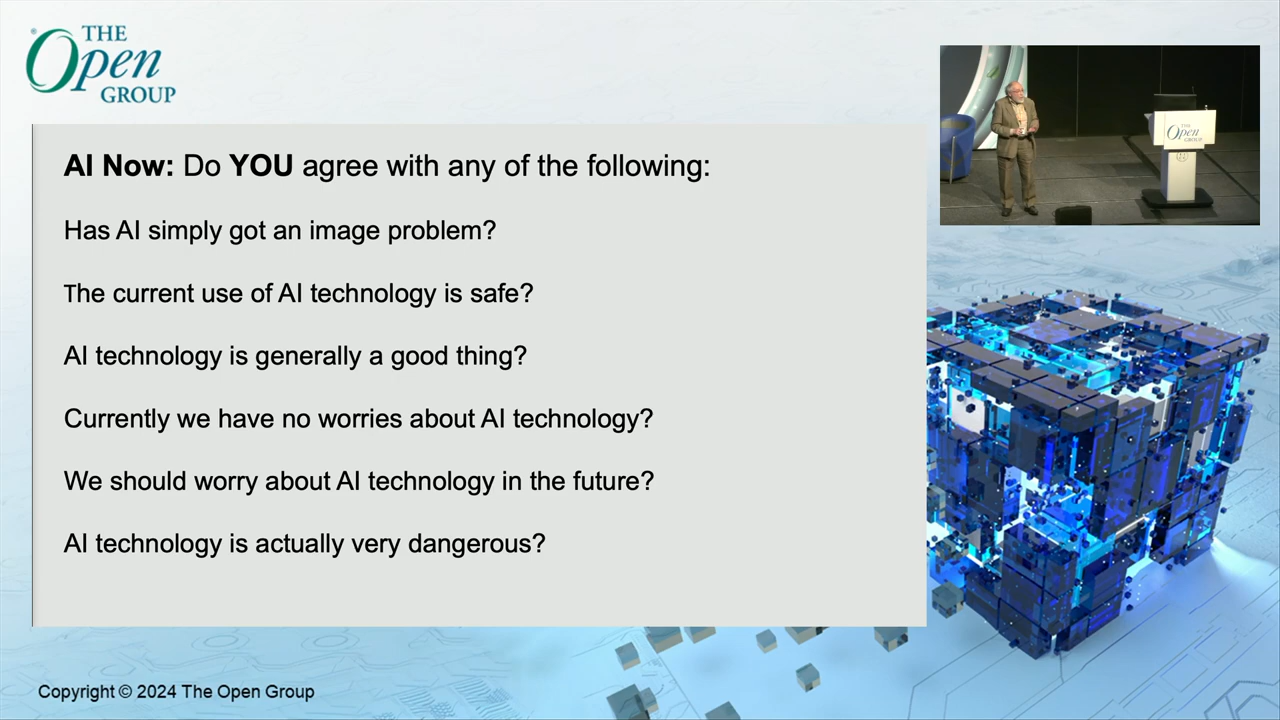 THE
Open
GROUP
AI Now: Do YOU agree with any of the following:
Has AI simply got an image problem?
The current use of AI technology is safe?
AI technology is generally a good thing?
Currently we have no worries about AI technology?
We should worry about AI technology in the future?
AI technology is actually very dangerous?
Copyright © 2024 The Open Group
THE
Open
GROUP